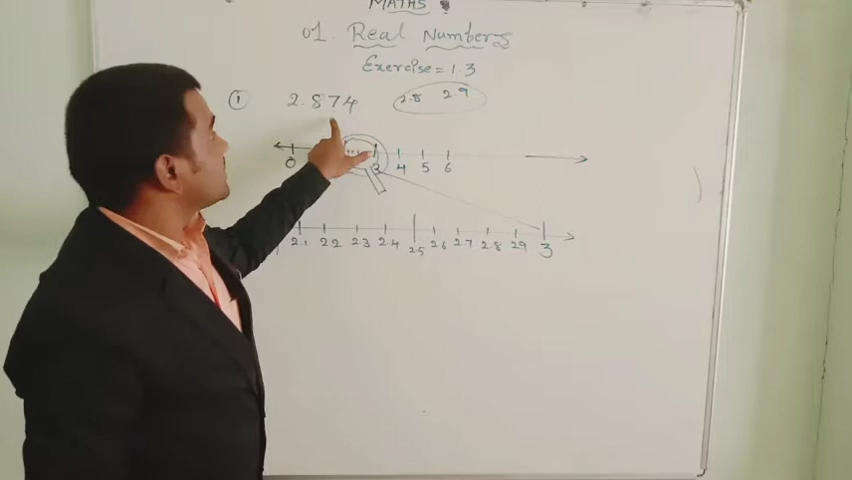 MATHS
01. Real Numbers
Exercise = 1.3
① 2.874 2.8 2.9
0 3 4 5 6
2.1 2.2 2.3 2.4 2.5 2.6 2.7 2.8 2.9 3